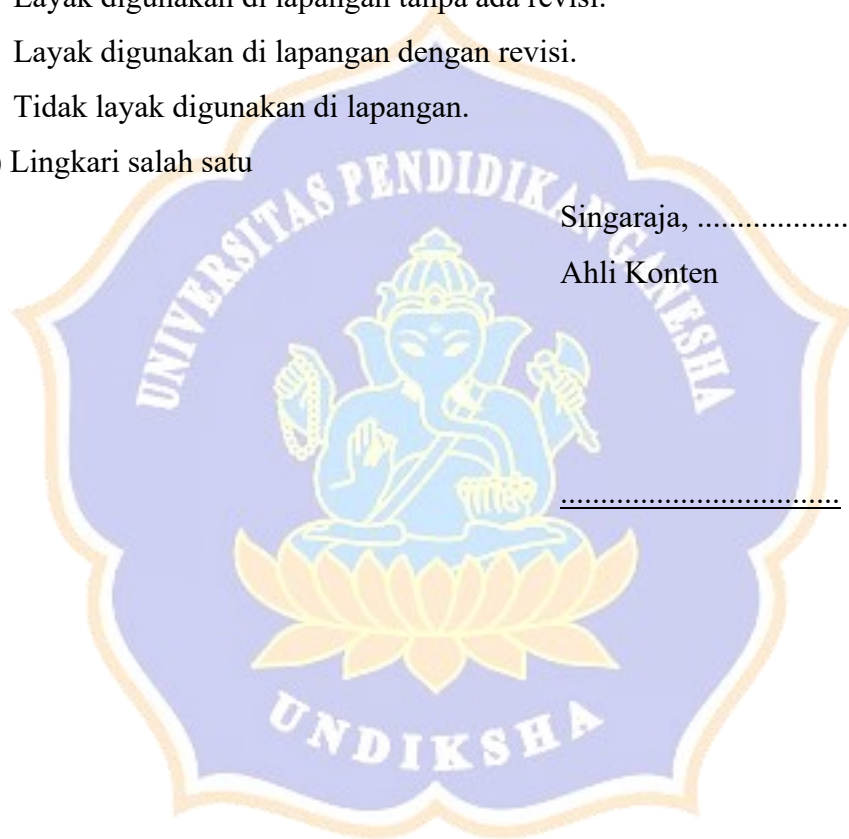 Layak digunakan di lapangan tanpa ada revisi.
Layak digunakan di lapangan dengan revisi.
Tidak layak digunakan di lapangan.
) Lingkari salah satu
Singaraja, ...................
Ahli Konten
...................................
UNIVERSITAS PENDIDIKAN GANESHA
UNDIKSHA